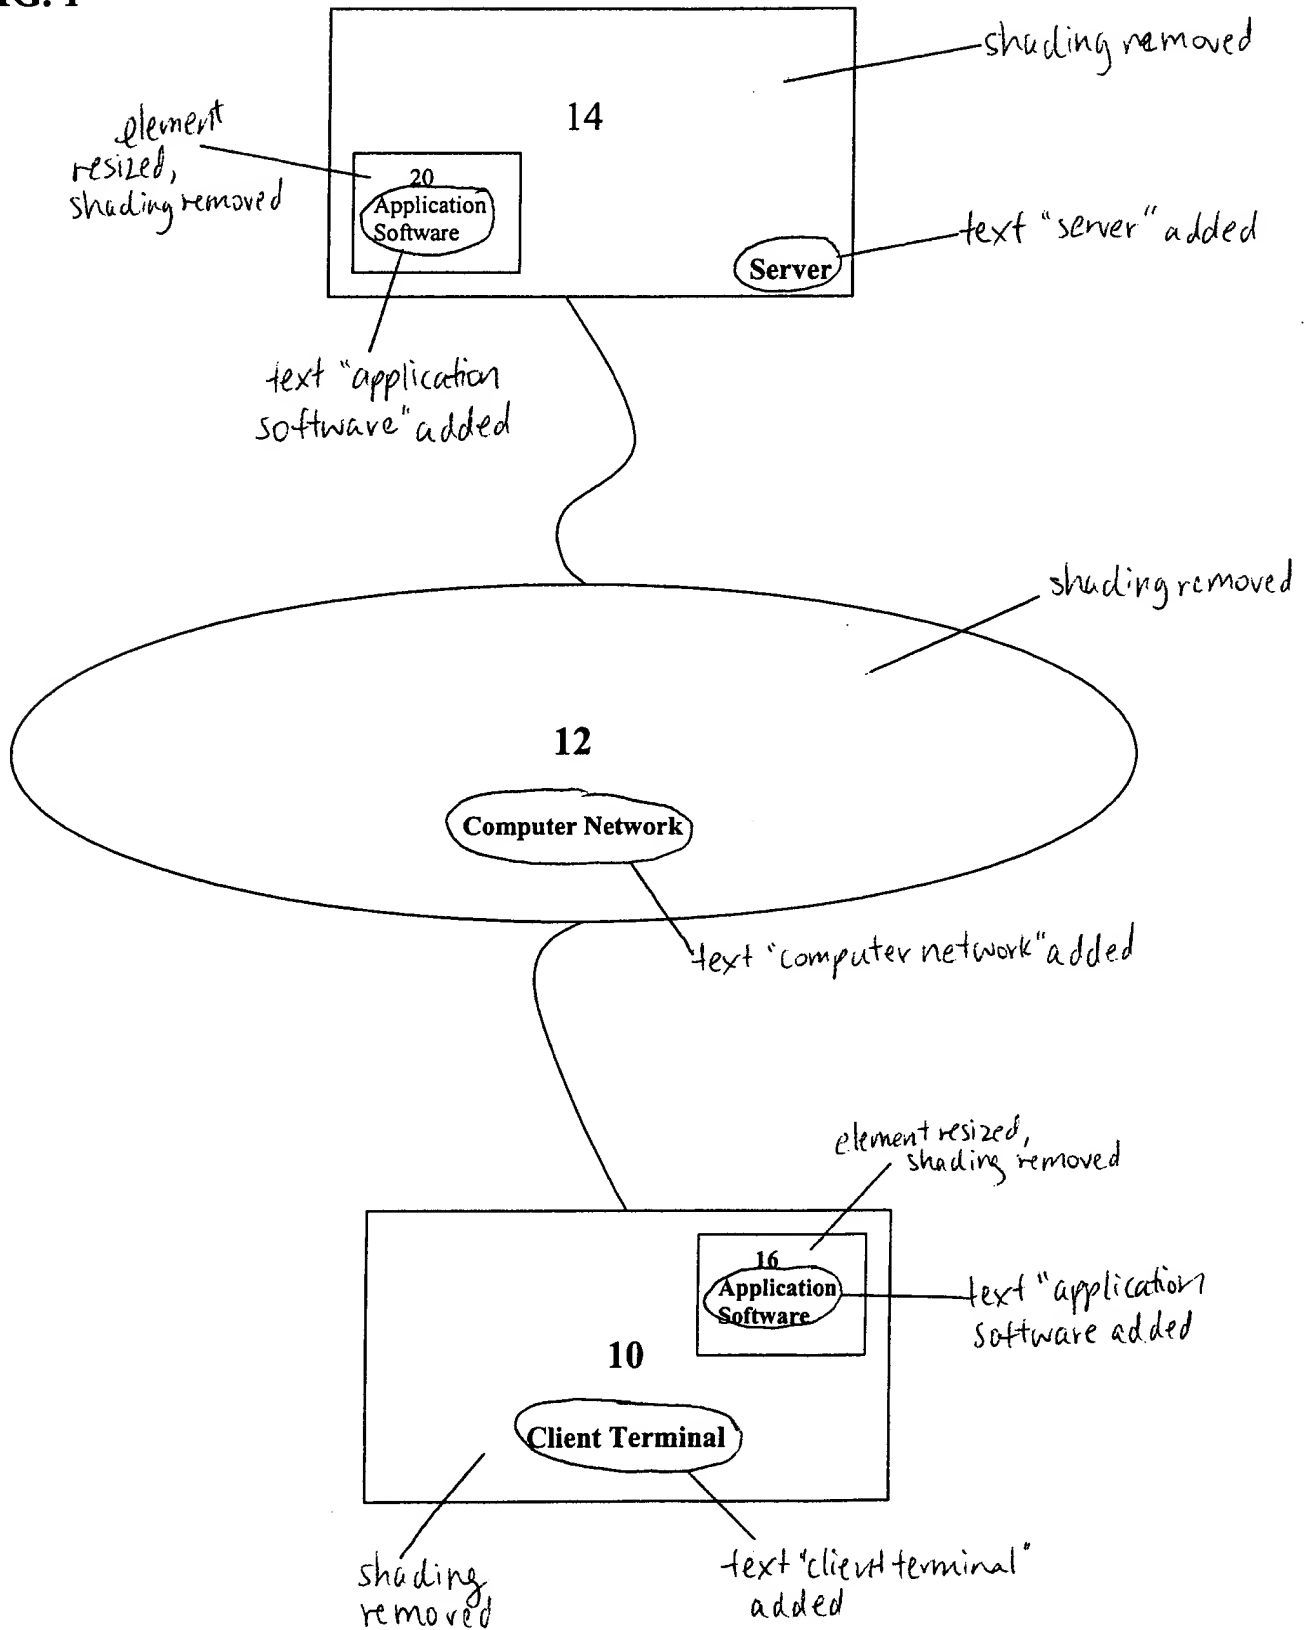 IG. 1
shading removed
14
element
resized,
shading removed
20
Application
Software
text "server" added
Server
text "application
software" added
shading removed
12
Computer Network
text "computer network" added
element resized,
shading removed
16
Application
Software
text "application
software added
10
Client Terminal
shading
removed
text "client terminal"
added